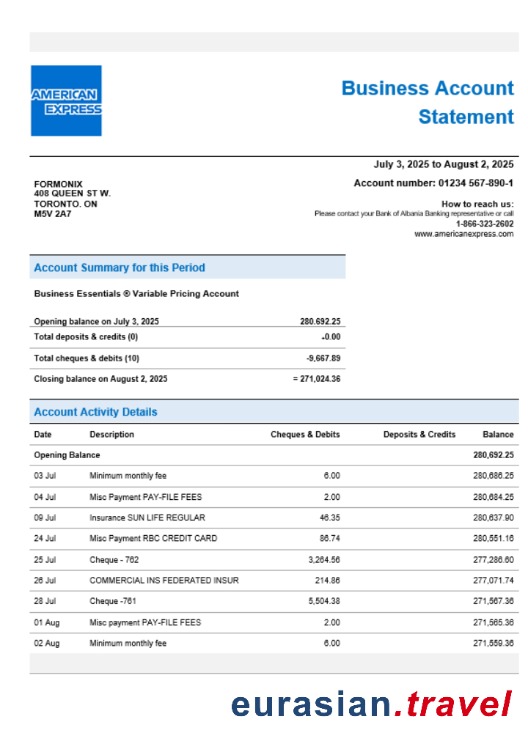 AMERICAN
EXPRESS
Business Account
Statement
July 3, 2025 to August 2, 2025
FORMONIX
408 QUEEN ST W.
TORONTO. ON
M5V 2A7
Account number: 01234 567-890-1
How to reach us:
Please contact your Bank of Albania Banking representative or call
1-866-323-2602
www.americanexpress.com
Account Summary for this Period
Business Essentials ® Variable Pricing Account
Opening balance on July 3, 2025 280.692.25
Total deposits & credits (0) -0.00
Total cheques & debits (10) -9,667.89
Closing balance on August 2, 2025 = 271,024.36
Account Activity Details
Date Description Cheques & Debits Deposits & Credits Balance
Opening Balance 280,692.25
03 Jul Minimum monthly fee 6.00 280,686.25
04 Jul Misc Payment PAY-FILE FEES 2.00 280,684.25
09 Jul Insurance SUN LIFE REGULAR 46.35 280,637.90
24 Jul Misc Payment RBC CREDIT CARD 86.74 280,551.16
25 Jul Cheque - 762 3,264.56 277,286.60
26 Jul COMMERCIAL INS FEDERATED INSUR 214.86 277,071.74
28 Jul Cheque -761 5,504.38 271,567.36
01 Aug Misc payment PAY-FILE FEES 2.00 271,565.36
02 Aug Minimum monthly fee 6.00 271,559.36
eurasian.travel